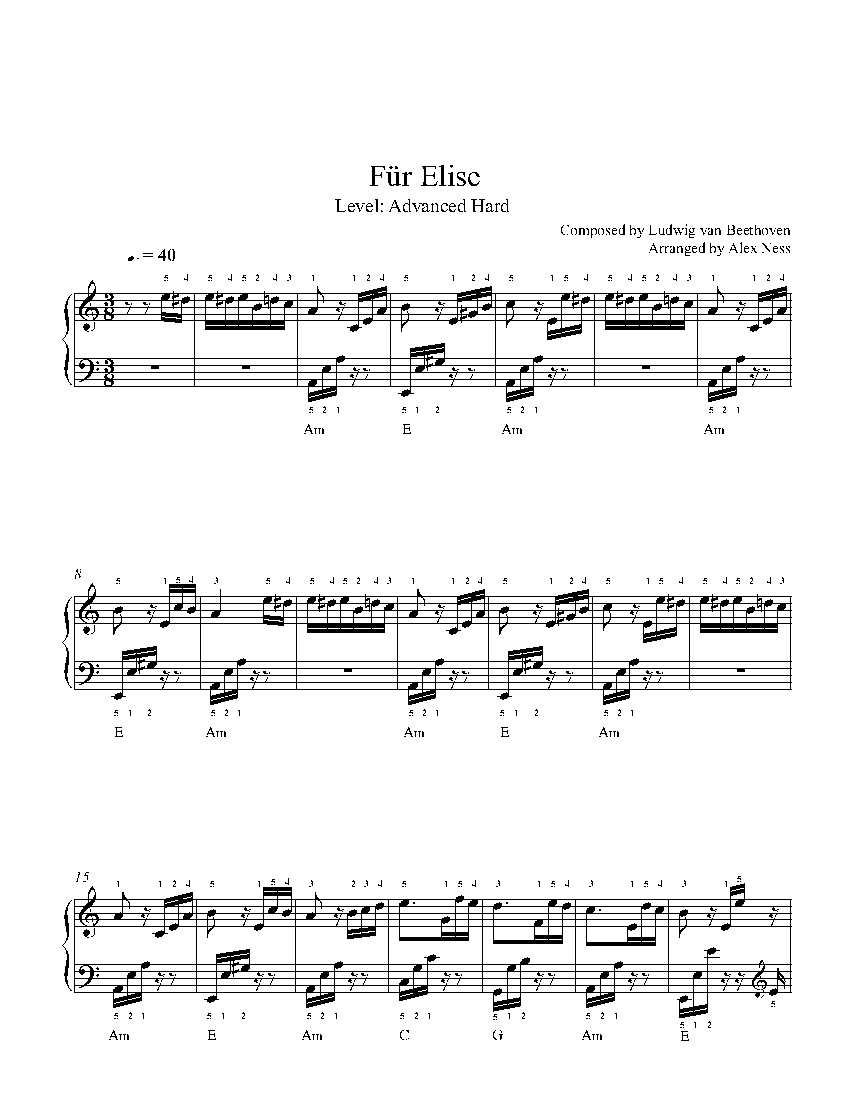 Für Elise
Level: Advanced Hard
Composed by Ludwig van Beethoven
Arranged by Alex Ness
♩. = 40
5 4 5 4 5 2 4 3 1 1 2 4 5 1 2 4 5 1 5 4 5 4 5 2 4 3 1 1 2 4
3 8
3 8
5 2 1 5 1 2 5 2 1 5 2 1
Am E Am Am
8
5 1 5 4 3 5 4 5 4 5 2 4 3 1 1 2 4 5 1 2 4 5 1 5 4 5 4 5 2 4 3
5 1 2 5 2 1 5 2 1 5 1 2 5 2 1
E Am Am E Am
15
1 1 2 4 5 1 5 4 3 2 4 3 5 1 5 4 3 1 5 4 3 1 5 4 3 1 5
5 2 1 5 1 2 5 2 1 5 2 1 5 1 2 5 2 1 5 1 2 5
Am E Am C G Am E